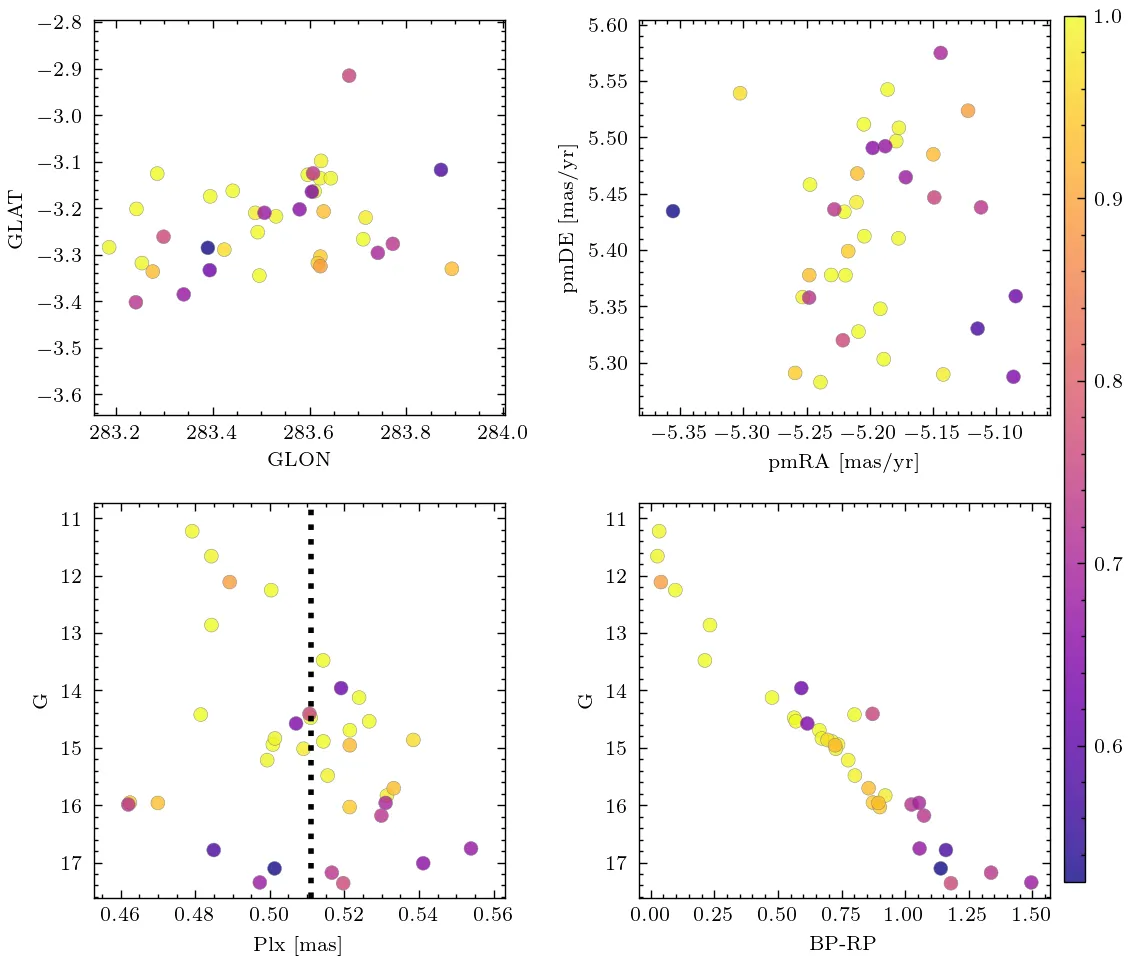 −2.8
−2.9
−3.0
−3.1
−3.2
−3.3
−3.4
−3.5
−3.6
GLAT
283.2 283.4 283.6 283.8 284.0
GLON
5.60
5.55
5.50
5.45
5.40
5.35
5.30
pmDE [mas/yr]
−5.35 −5.30 −5.25 −5.20 −5.15 −5.10
pmRA [mas/yr]
1.0
0.9
0.8
0.7
0.6
11
12
13
14
15
16
17
G
0.46 0.48 0.50 0.52 0.54 0.56
Plx [mas]
11
12
13
14
15
16
17
G
0.00 0.25 0.50 0.75 1.00 1.25 1.50
BP-RP